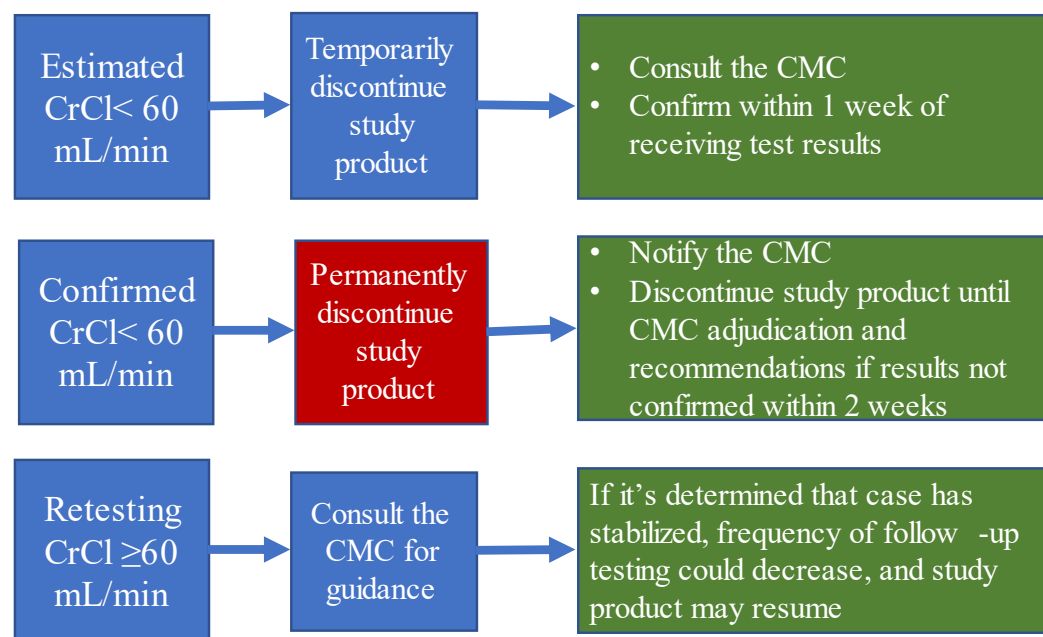 Estimated
CrCl< 60
mL/min
Temporarily
discontinue
study
product
• Consult the CMC
• Confirm within 1 week of
receiving test results
Confirmed
CrCl< 60
mL/min
Permanently
discontinue
study
product
• Notify the CMC
• Discontinue study product until
CMC adjudication and
recommendations if results not
confirmed within 2 weeks
Retesting
CrCl ≥60
mL/min
Consult the
CMC for
guidance
If it’s determined that case has
stabilized, frequency of follow -up
testing could decrease, and study
product may resume